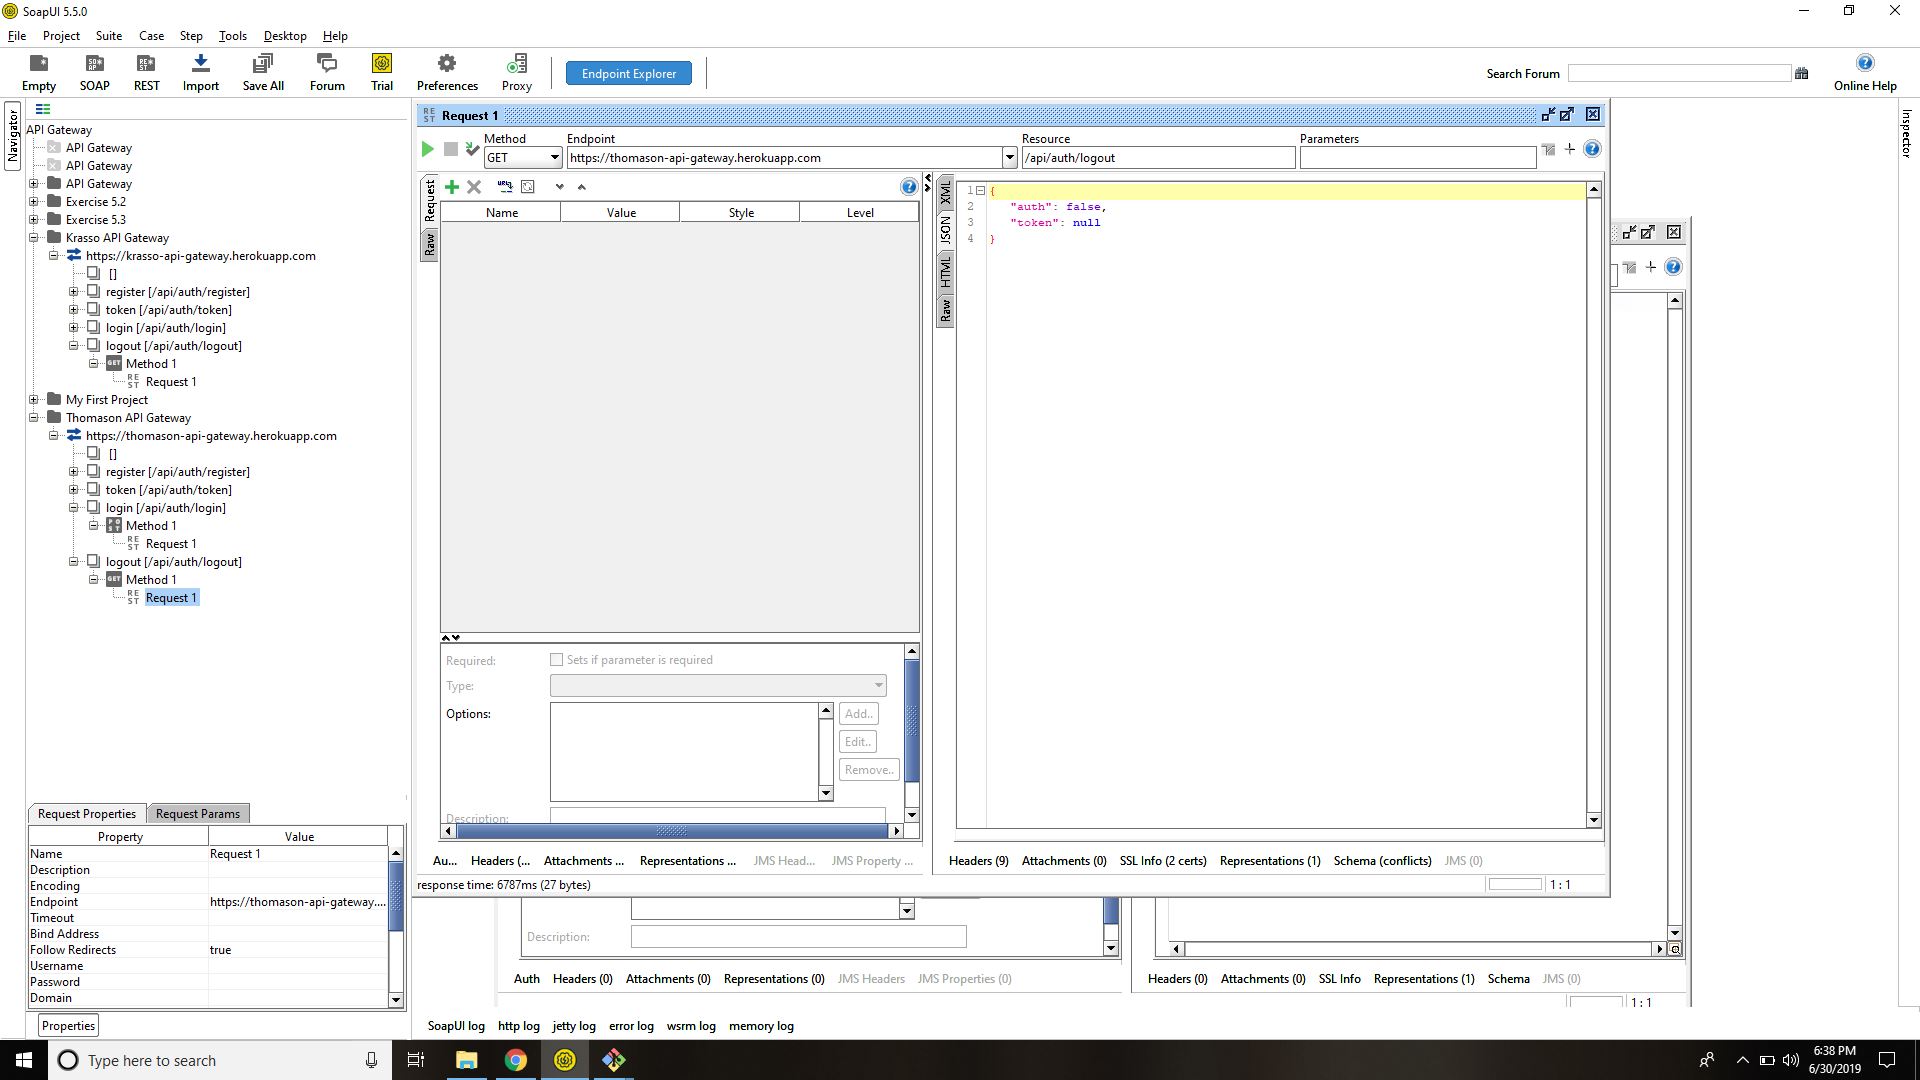 SoapUI 5.5.0
File Project Suite Case Step Tools Desktop Help
Empty SOAP REST Import Save All Forum Trial Preferences Proxy
Endpoint Explorer
Search Forum
Online Help
Navigator
Inspector
API Gateway
API Gateway
API Gateway
API Gateway
Exercise 5.2
Exercise 5.3
Krasso API Gateway
https://krasso-api-gateway.herokuapp.com
[]
register [/api/auth/register]
token [/api/auth/token]
login [/api/auth/login]
logout [/api/auth/logout]
GET Method 1
REST Request 1
My First Project
Thomason API Gateway
https://thomason-api-gateway.herokuapp.com
[]
register [/api/auth/register]
token [/api/auth/token]
login [/api/auth/login]
POST Method 1
REST Request 1
logout [/api/auth/logout]
GET Method 1
REST Request 1
Request Properties Request Params
Property Value
Name Request 1
Description
Encoding
Endpoint https://thomason-api-gateway....
Timeout
Bind Address
Follow Redirects true
Username
Password
Domain
Properties
REST Request 1
Method Endpoint Resource Parameters
GET https://thomason-api-gateway.herokuapp.com /api/auth/logout
Request
Raw
Name Value Style Level
Required: Sets if parameter is required
Type:
Options:
Add..
Edit..
Remove..
Description:
Au... Headers (... Attachments ... Representations ... JMS Head... JMS Property ...
XML
JSON
HTML
Raw
1 {
2 "auth": false,
3 "token": null
4 }
Headers (9) Attachments (0) SSL Info (2 certs) Representations (1) Schema (conflicts) JMS (0)
response time: 6787ms (27 bytes)
1 : 1
Description:
Auth Headers (0) Attachments (0) Representations (0) JMS Headers JMS Properties (0)
Headers (0) Attachments (0) SSL Info Representations (1) Schema JMS (0)
1 : 1
SoapUI log http log jetty log error log wsrm log memory log
Type here to search
6:38 PM
6/30/2019